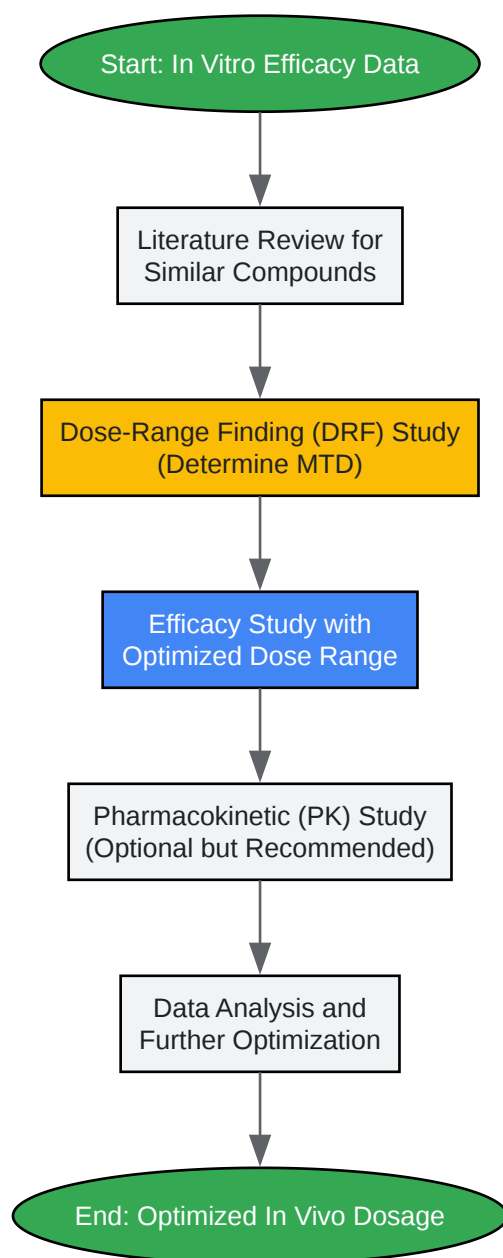 Start: In Vitro Efficacy Data
Literature Review for
Similar Compounds
Dose-Range Finding (DRF) Study
(Determine MTD)
Efficacy Study with
Optimized Dose Range
Pharmacokinetic (PK) Study
(Optional but Recommended)
Data Analysis and
Further Optimization
End: Optimized In Vivo Dosage